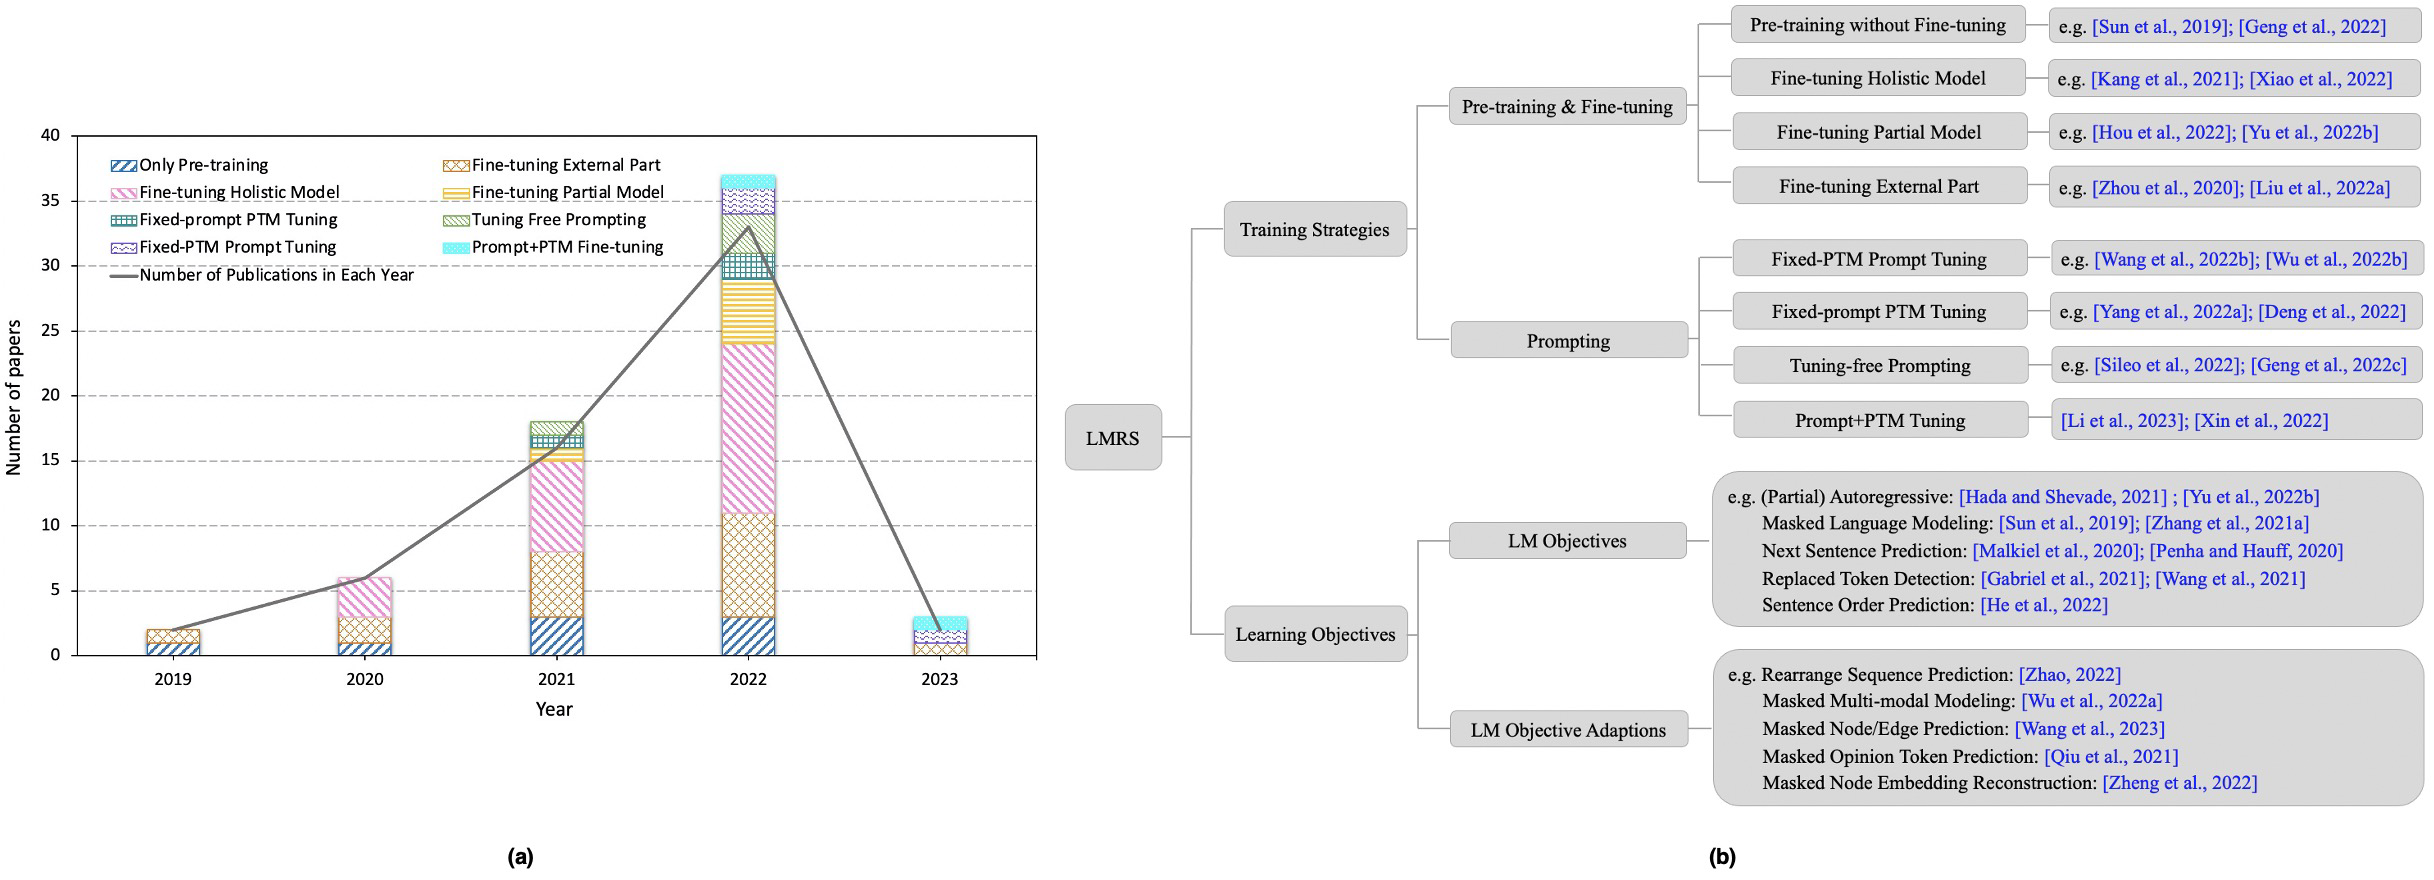 40
35
30
25
20
15
10
5
0
Number of papers
Only Pre-training
Fine-tuning External Part
Fine-tuning Holistic Model
Fine-tuning Partial Model
Fixed-prompt PTM Tuning
Tuning Free Prompting
Fixed-PTM Prompt Tuning
Prompt+PTM Fine-tuning
Number of Publications in Each Year
2019 2020 2021 2022 2023
Year
(a)
LMRS
Training Strategies
Pre-training & Fine-tuning
Pre-training without Fine-tuning
e.g. [Sun et al., 2019]; [Geng et al., 2022]
Fine-tuning Holistic Model
e.g. [Kang et al., 2021]; [Xiao et al., 2022]
Fine-tuning Partial Model
e.g. [Hou et al., 2022]; [Yu et al., 2022b]
Fine-tuning External Part
e.g. [Zhou et al., 2020]; [Liu et al., 2022a]
Prompting
Fixed-PTM Prompt Tuning
e.g. [Wang et al., 2022b]; [Wu et al., 2022b]
Fixed-prompt PTM Tuning
e.g. [Yang et al., 2022a]; [Deng et al., 2022]
Tuning-free Prompting
e.g. [Sileo et al., 2022]; [Geng et al., 2022c]
Prompt+PTM Tuning
[Li et al., 2023]; [Xin et al., 2022]
Learning Objectives
LM Objectives
e.g. (Partial) Autoregressive: [Hada and Shevade, 2021] ; [Yu et al., 2022b]
Masked Language Modeling: [Sun et al., 2019]; [Zhang et al., 2021a]
Next Sentence Prediction: [Malkiel et al., 2020]; [Penha and Hauff, 2020]
Replaced Token Detection: [Gabriel et al., 2021]; [Wang et al., 2021]
Sentence Order Prediction: [He et al., 2022]
LM Objective Adaptions
e.g. Rearrange Sequence Prediction: [Zhao, 2022]
Masked Multi-modal Modeling: [Wu et al., 2022a]
Masked Node/Edge Prediction: [Wang et al., 2023]
Masked Opinion Token Prediction: [Qiu et al., 2021]
Masked Node Embedding Reconstruction: [Zheng et al., 2022]
(b)